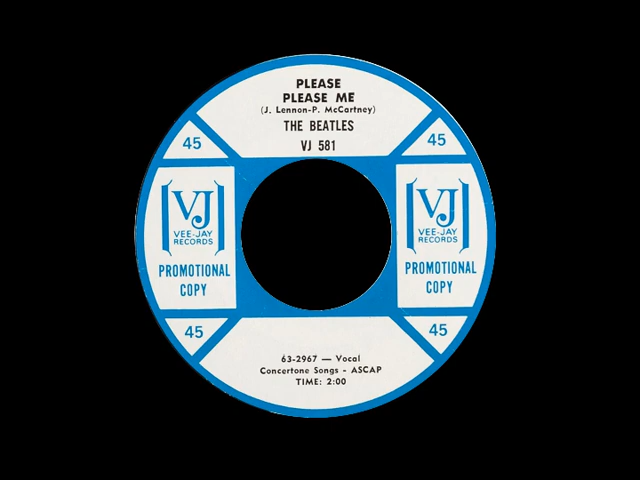 PLEASE
PLEASE ME
(J. Lennon-P. McCartney)
THE BEATLES
VJ 581
45
45
VJ
VEE-JAY
RECORDS
PROMOTIONAL
COPY
VJ
VEE-JAY
RECORDS
PROMOTIONAL
COPY
45
45
63-2967 — Vocal
Concertone Songs - ASCAP
TIME: 2:00